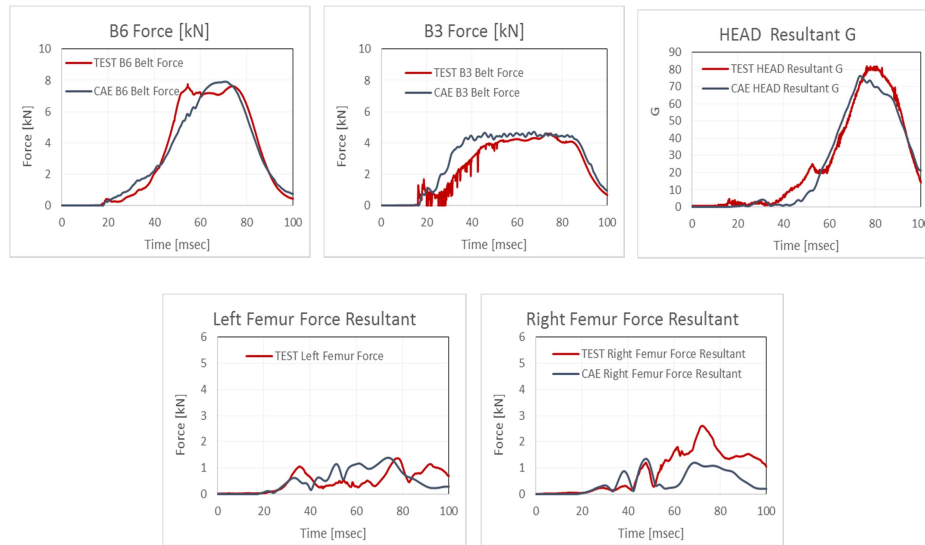 B6 Force [kN]
10
8
6
4
2
0
TEST B6 Belt Force
CAE B6 Belt Force
Force [kN]
0 20 40 60 80 100
Time [msec]
B3 Force [kN]
10
8
6
4
2
0
TEST B3 Belt Force
CAE B3 Belt Force
Force [kN]
0 20 40 60 80 100
Time [msec]
HEAD Resultant G
90
80
70
60
50
40
30
20
10
0
TEST HEAD Resultant G
CAE HEAD Resultant G
G
0 20 40 60 80 100
Time [msec]
Left Femur Force Resultant
6
5
4
3
2
1
0
TEST Left Femur Force
Force [kN]
0 20 40 60 80 100
Time [msec]
Right Femur Force Resultant
6
5
4
3
2
1
0
TEST Right Femur Force Resultant
CAE Right Femur Force Resultant
Force [kN]
0 20 40 60 80 100
Time [msec]